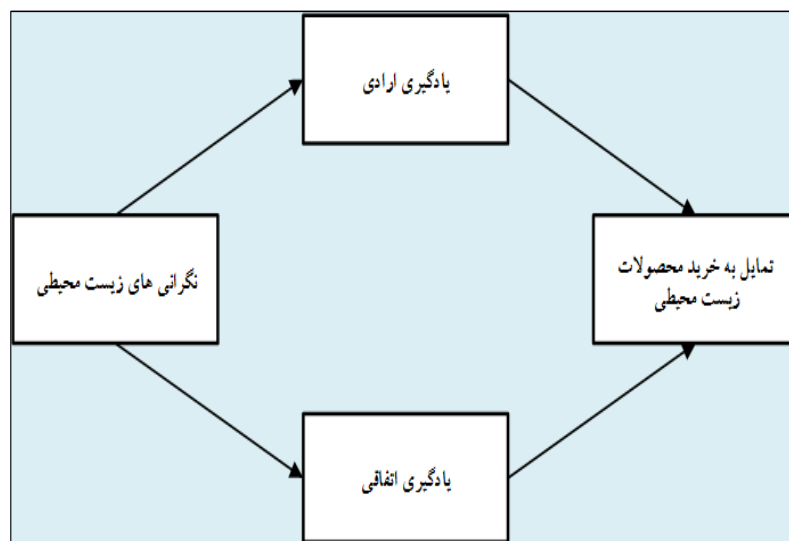 یادگیری ارادی
نگرانی های زیست محیطی
تمایل به خرید محصولات
زیست محیطی
یادگیری اتفاقی